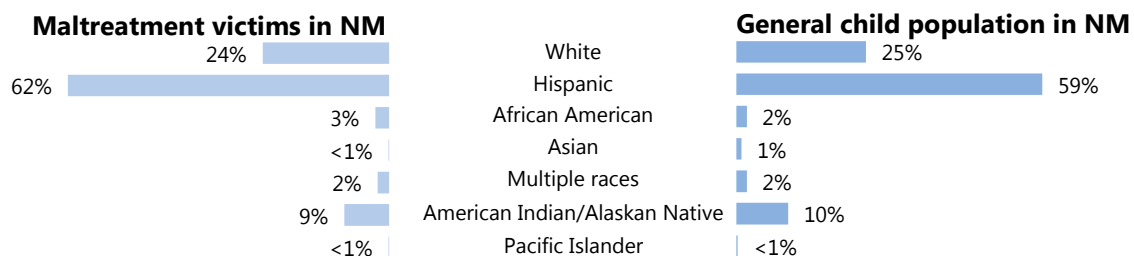 Maltreatment victims in NM General child population in NM
24% White 25%
62% Hispanic 59%
3% African American 2%
<1% Asian 1%
2% Multiple races 2%
9% American Indian/Alaskan Native 10%
<1% Pacific Islander <1%